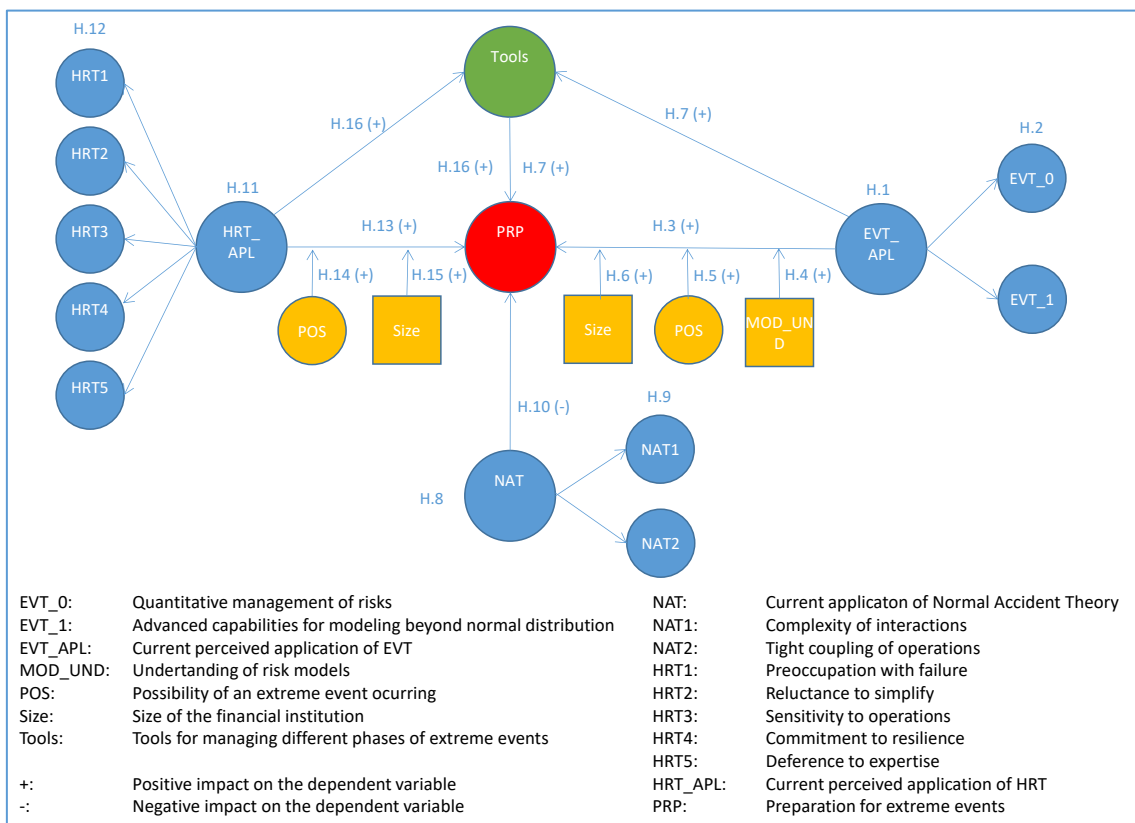 H.12
HRT1
HRT2
HRT3
HRT4
HRT5
H.11
HRT_
APL
H.16 (+)
Tools
H.7 (+)
H.16 (+)
H.7 (+)
H.13 (+)
PRP
H.3 (+)
H.1
EVT_
APL
H.2
EVT_0
EVT_1
H.14 (+)
H.15 (+)
H.6 (+)
H.5 (+)
H.4 (+)
POS
Size
Size
POS
MOD_UN
D
H.10 (-)
H.9
NAT1
NAT
H.8
NAT2
EVT_0: Quantitative management of risks
EVT_1: Advanced capabilities for modeling beyond normal distribution
EVT_APL: Current perceived application of EVT
MOD_UND: Undertanding of risk models
POS: Possibility of an extreme event ocurring
Size: Size of the financial institution
Tools: Tools for managing different phases of extreme events
+: Positive impact on the dependent variable
-: Negative impact on the dependent variable
NAT: Current applicaton of Normal Accident Theory
NAT1: Complexity of interactions
NAT2: Tight coupling of operations
HRT1: Preoccupation with failure
HRT2: Reluctance to simplify
HRT3: Sensitivity to operations
HRT4: Commitment to resilience
HRT5: Deference to expertise
HRT_APL: Current perceived application of HRT
PRP: Preparation for extreme events